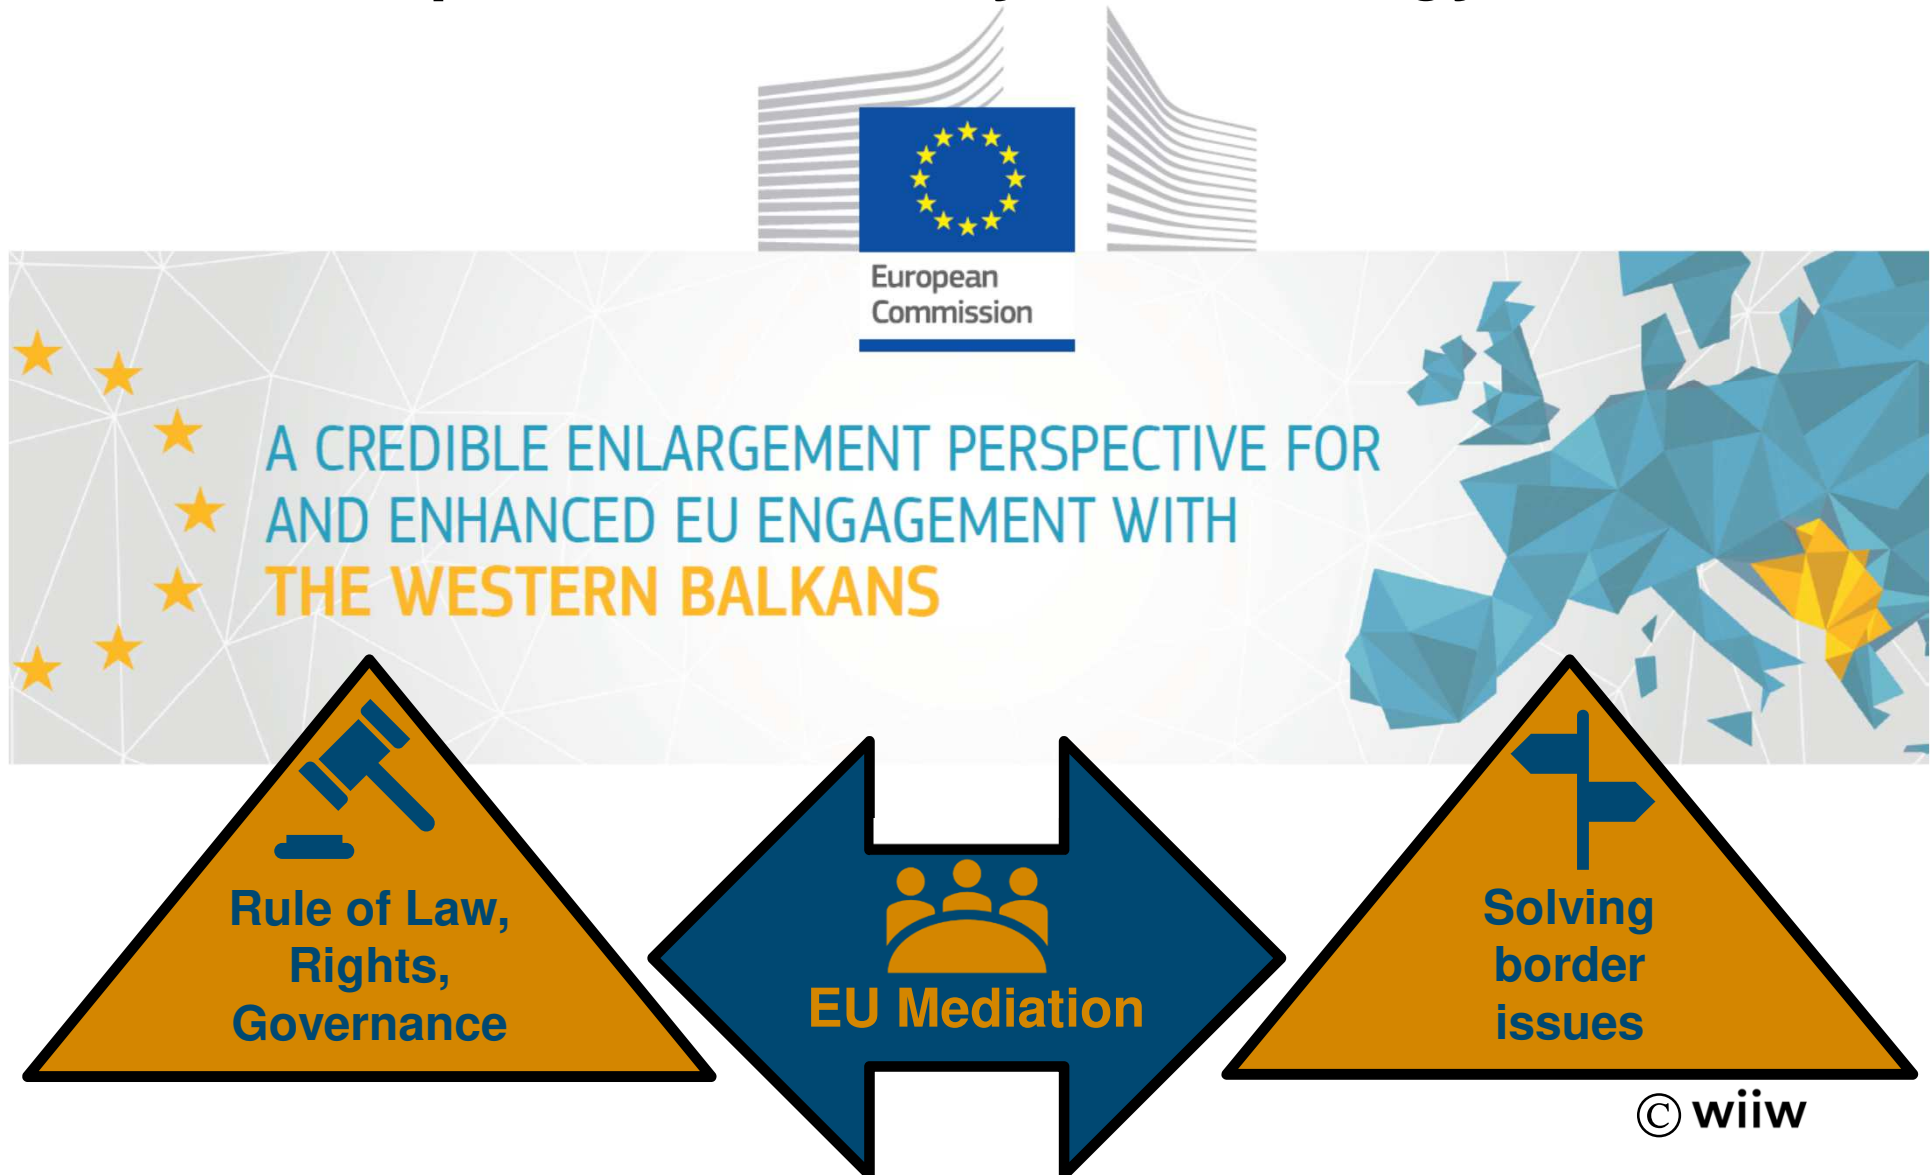 European
Commission
A CREDIBLE ENLARGEMENT PERSPECTIVE FOR
AND ENHANCED EU ENGAGEMENT WITH
THE WESTERN BALKANS
Rule of Law,
Rights,
Governance
EU Mediation
Solving
border
issues
© wiiw